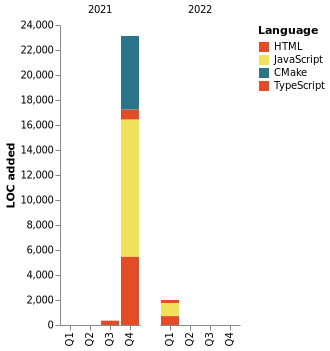 2021 2022
Language
HTML
JavaScript
CMake
TypeScript
LOC added
24,000
22,000
20,000
18,000
16,000
14,000
12,000
10,000
8,000
6,000
4,000
2,000
0
Q1 Q2 Q3 Q4 Q1 Q2 Q3 Q4